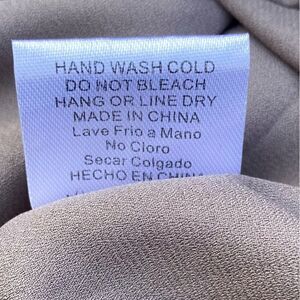 HAND WASH COLD
DO NOT BLEACH
HANG OR LINE DRY
MADE IN CHINA
Lave Frio a Mano
No Cloro
Secar Colgado
HECHO EN CHINA